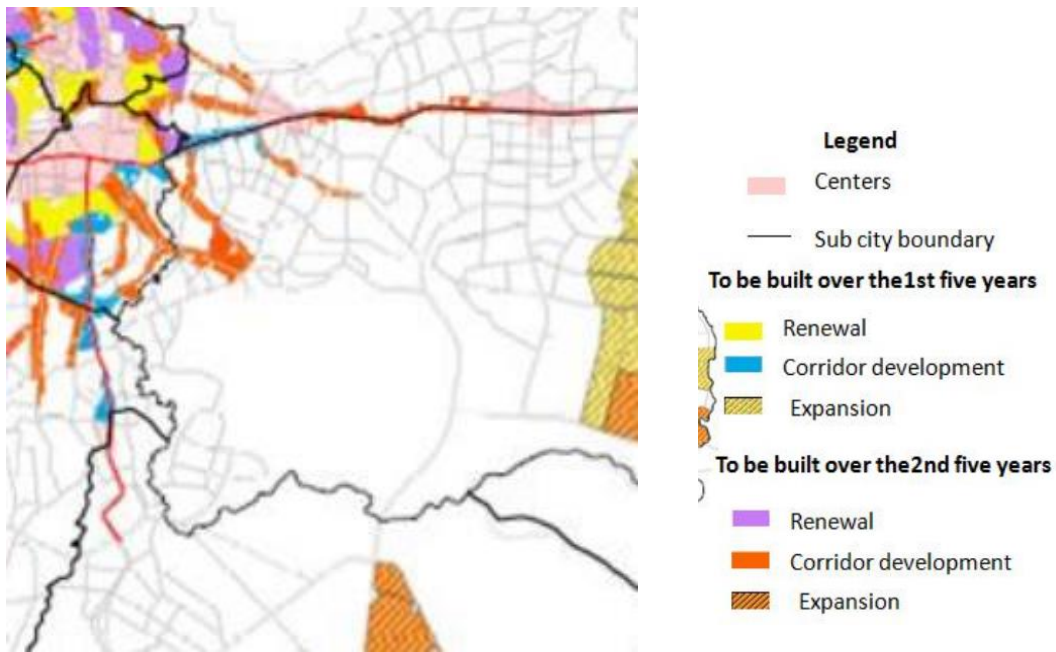 Legend
Centers
Sub city boundary
To be built over the1st five years
Renewal
Corridor development
Expansion
To be built over the2nd five years
Renewal
Corridor development
Expansion